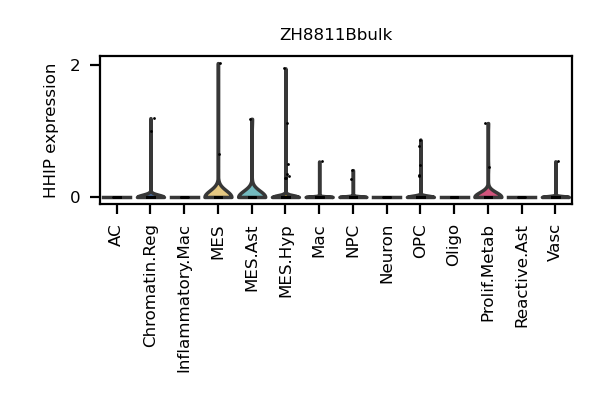 ZH8811Bbulk
HHIP expression
2
0
AC
Chromatin.Reg
Inflammatory.Mac
MES
MES.Ast
MES.Hyp
Mac
NPC
Neuron
OPC
Oligo
Prolif.Metab
Reactive.Ast
Vasc